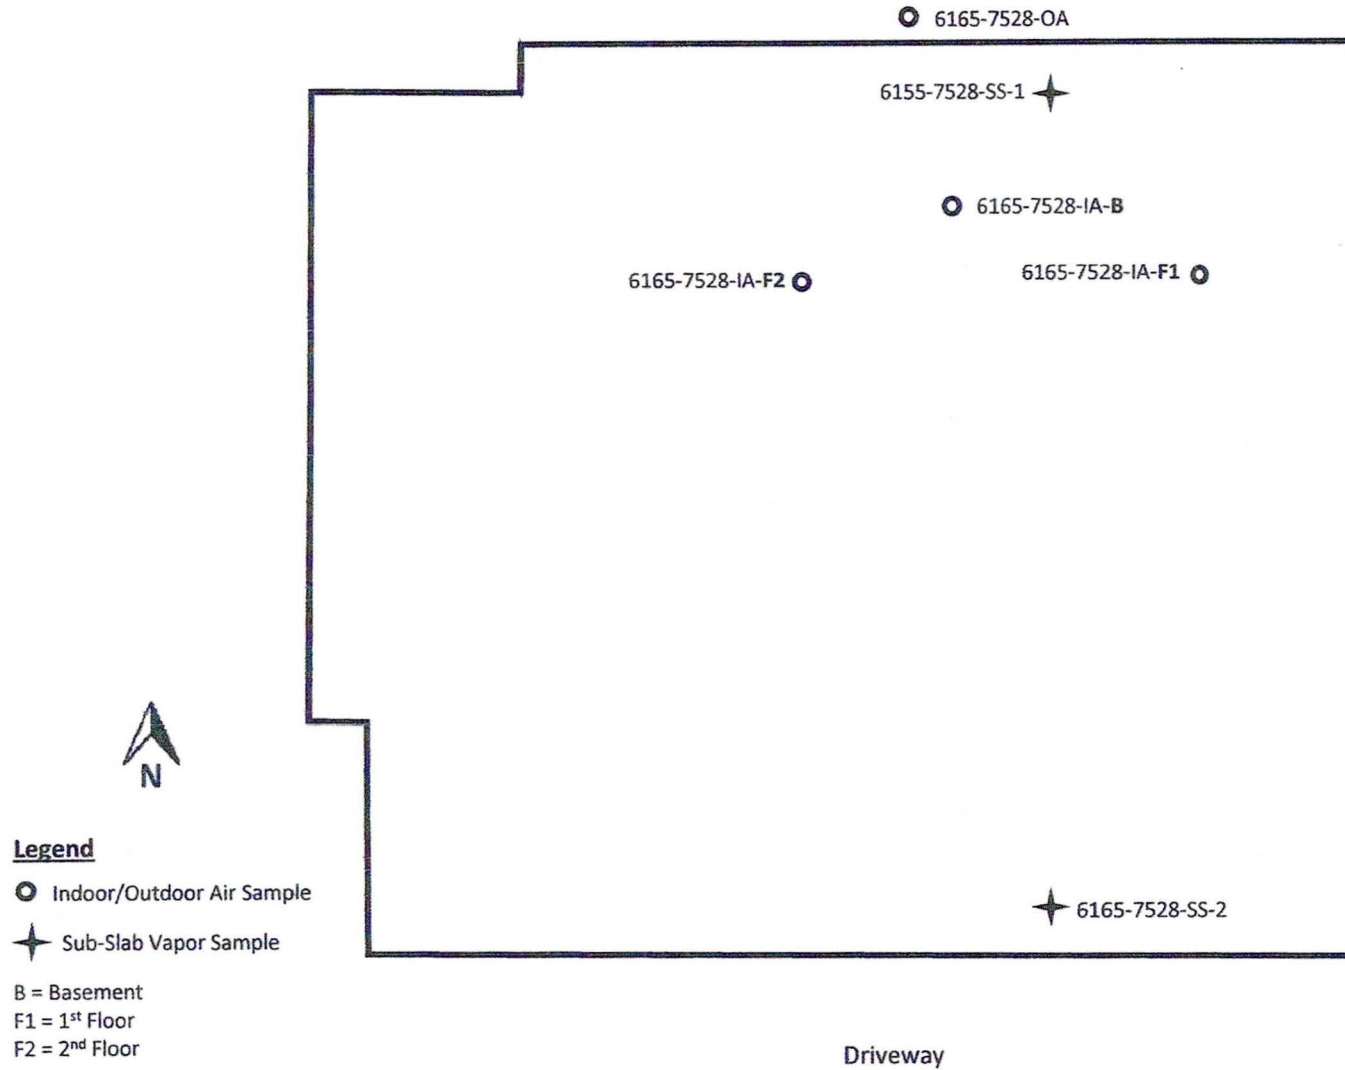 6165-7528-OA
6155-7528-SS-1
6165-7528-IA-B
6165-7528-IA-F2
6165-7528-IA-F1
N
Legend
Indoor/Outdoor Air Sample
Sub-Slab Vapor Sample
6165-7528-SS-2
B = Basement
F1 = 1st Floor
F2 = 2nd Floor
Driveway